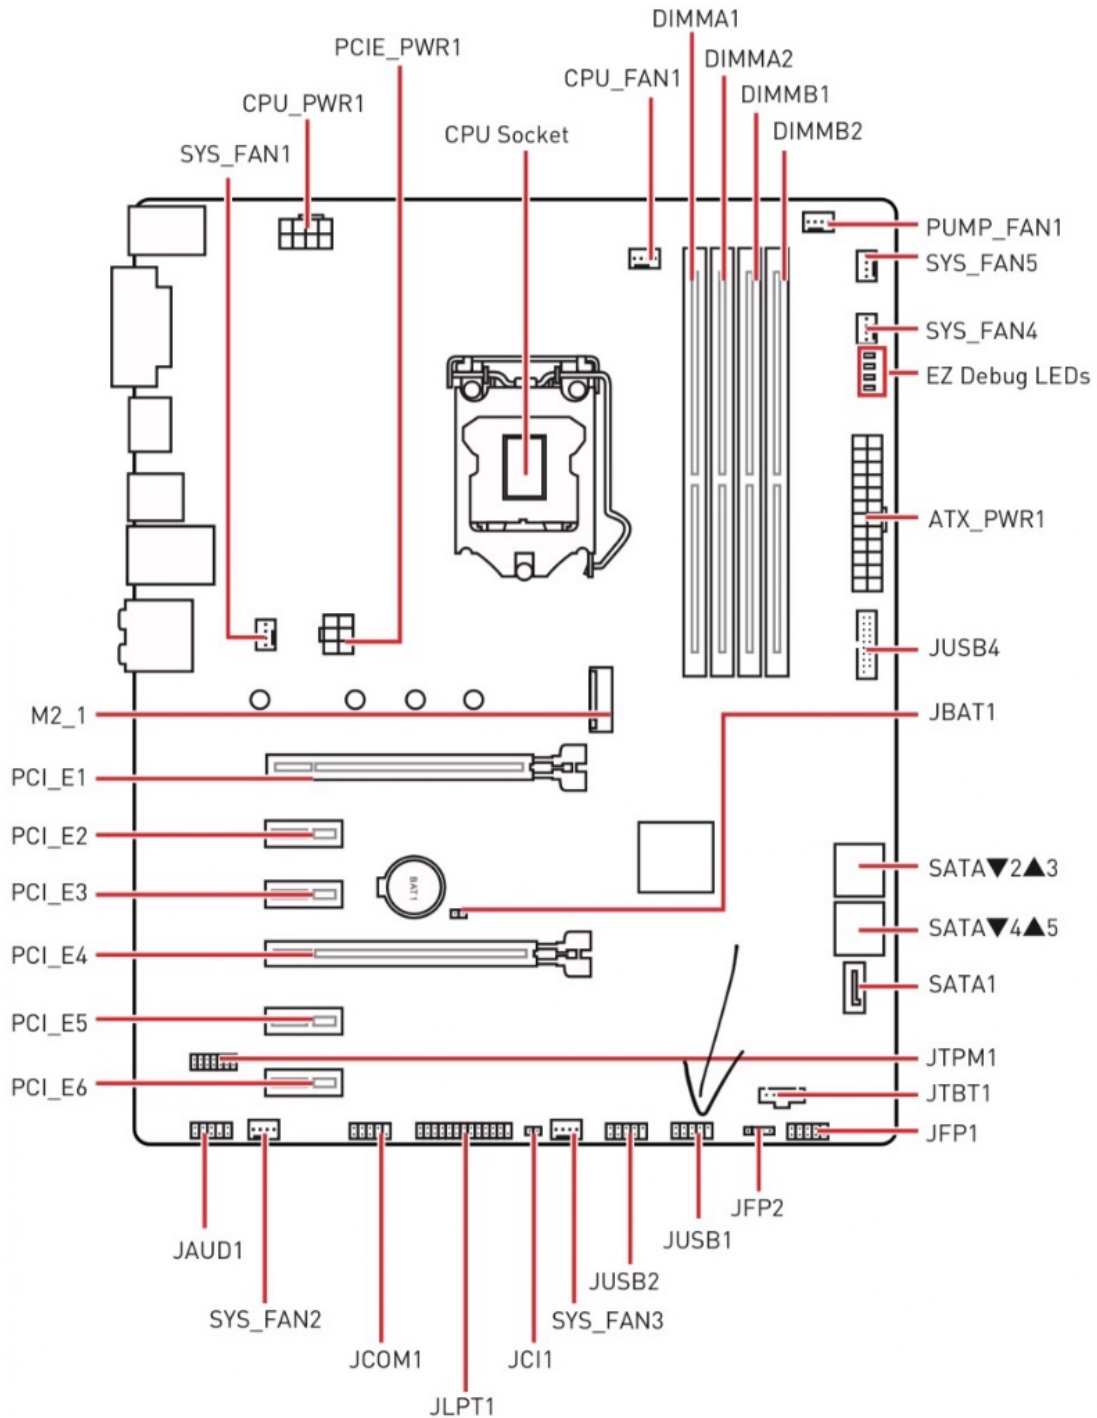 DIMMA1
PCIE_PWR1
DIMMA2
CPU_FAN1
CPU_PWR1
DIMMB1
CPU Socket
DIMMB2
SYS_FAN1
PUMP_FAN1
SYS_FAN5
SYS_FAN4
EZ Debug LEDs
ATX_PWR1
JUSB4
M2_1
JBAT1
PCI_E1
PCI_E2
SATA▼2▲3
BAT1
PCI_E3
SATA▼4▲5
PCI_E4
SATA1
PCI_E5
JTPM1
PCI_E6
JTBT1
JFP1
JFP2
JUSB1
JAUD1
JUSB2
SYS_FAN2
SYS_FAN3
JCOM1
JCI1
JLPT1